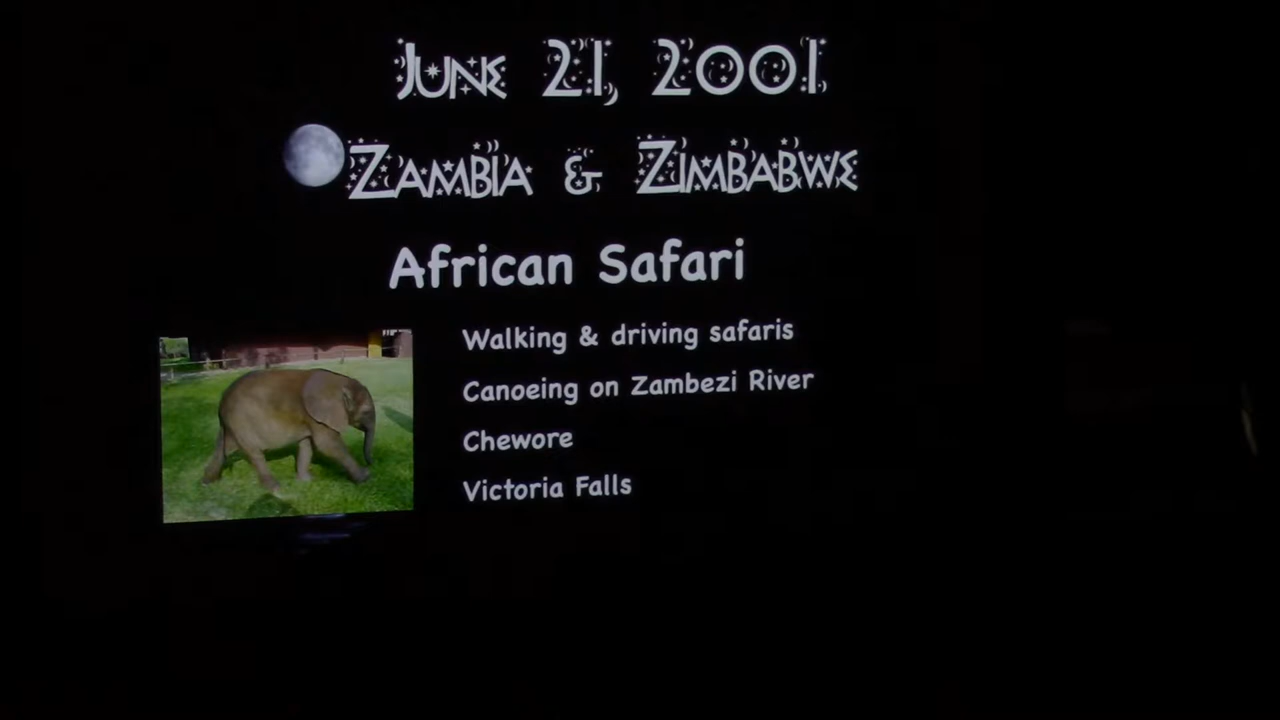 June 21, 2001
Zambia & Zimbabwe
African Safari
Walking & driving safaris
Canoeing on Zambezi River
Chewore
Victoria Falls